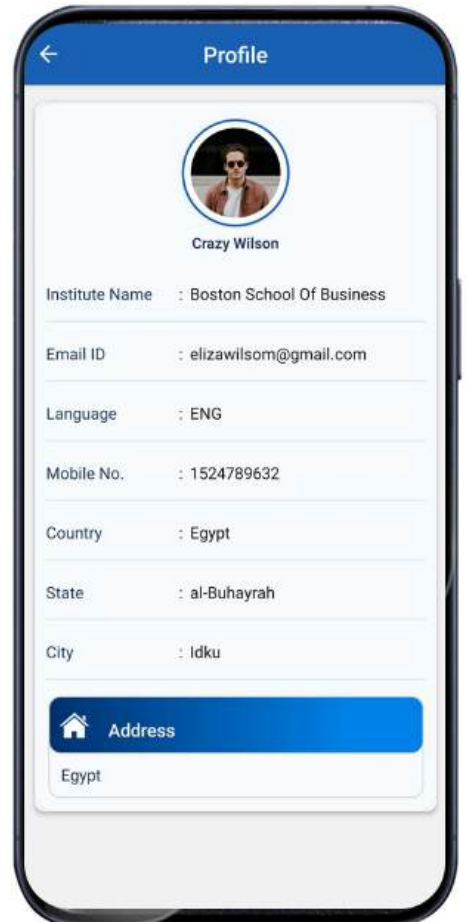 Profile
Crazy Wilson
Institute Name : Boston School Of Business
Email ID : elizawilsom@gmail.com
Language : ENG
Mobile No. : 1524789632
Country : Egypt
State : al-Buhayrah
City : Idku
Address
Egypt